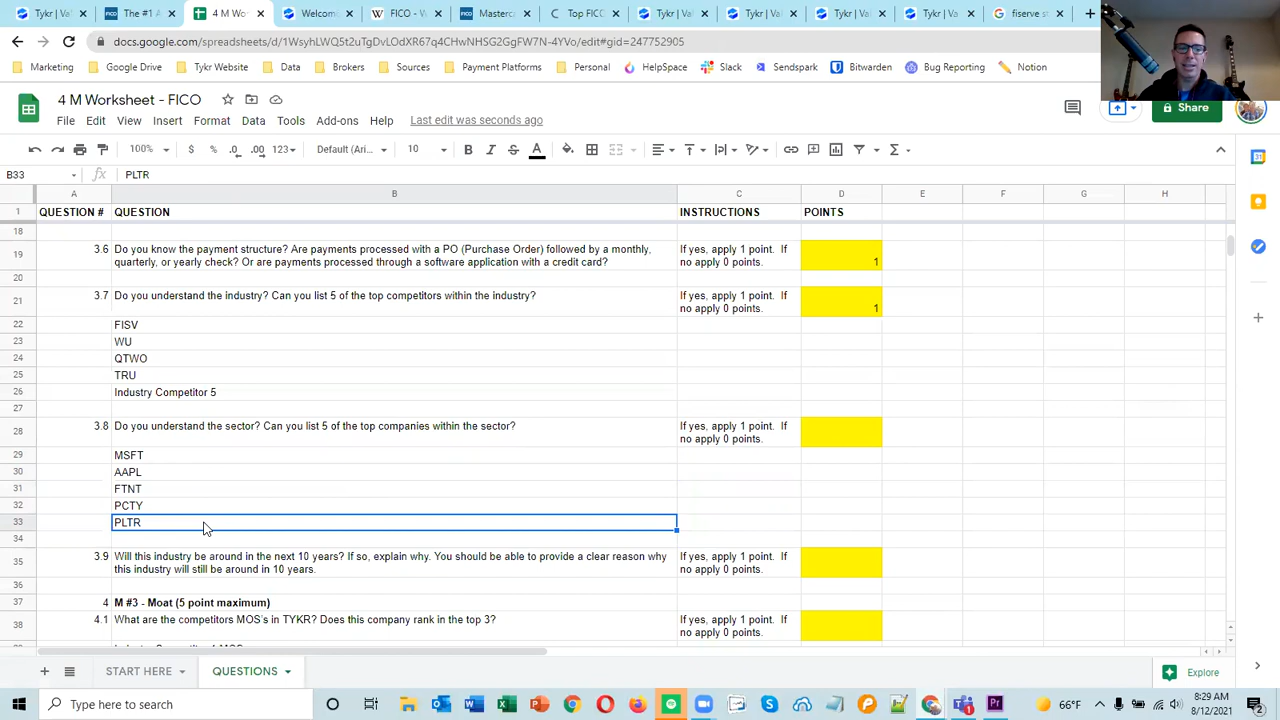 Tykr | Val
FICO The #1 A
4 M Wo
Welcom
FICO - V
Masterc
Top FIC
Tykr | Val
Tykr | Val
Tykr | Val
Tykr | Val
fiserve st
docs.google.com/spreadsheets/d/1WsyhLWQ5t2uTgDvLOdXR67q4CHwNHSG2GgFW7N-4YVo/edit#gid=247752905
Marketing
Google Drive
Tykr Website
Data
Brokers
Sources
Payment Platforms
Personal
HelpSpace
Slack
Sendspark
Bitwarden
Bug Reporting
Notion
4 M Worksheet - FICO
Share
File Edit View Insert Format Data Tools Add-ons Help Last edit was seconds ago
100% $ % .0 .00 123 Default (Ari... 10 B I S A
B33 fx PLTR
A B C D E F G H
1 QUESTION # QUESTION INSTRUCTIONS POINTS
18
19 3.6 Do you know the payment structure? Are payments processed with a PO (Purchase Order) followed by a monthly, If yes, apply 1 point. If
quarterly, or yearly check? Or are payments processed through a software application with a credit card? no apply 0 points. 1
20
21 3.7 Do you understand the industry? Can you list 5 of the top competitors within the industry? If yes, apply 1 point. If
no apply 0 points. 1
22 FISV
23 WU
24 QTWO
25 TRU
26 Industry Competitor 5
27
28 3.8 Do you understand the sector? Can you list 5 of the top companies within the sector? If yes, apply 1 point. If
no apply 0 points.
29 MSFT
30 AAPL
31 FTNT
32 PCTY
33 PLTR
34
35 3.9 Will this industry be around in the next 10 years? If so, explain why. You should be able to provide a clear reason why If yes, apply 1 point. If
this industry will still be around in 10 years. no apply 0 points.
36
37 4 M #3 - Moat (5 point maximum)
38 4.1 What are the competitors MOS's in TYKR? Does this company rank in the top 3? If yes, apply 1 point. If
no apply 0 points.
START HERE QUESTIONS Explore
Type here to search
66°F
8:29 AM
8/12/2021